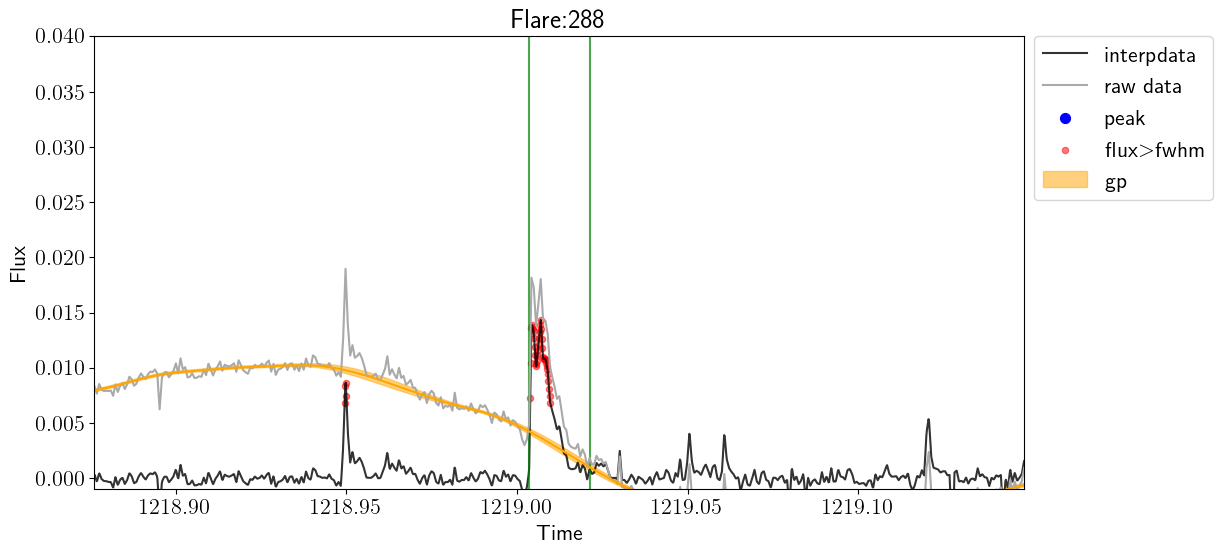 Flare:288
0.040
0.035
0.030
0.025
0.020
0.015
0.010
0.005
0.000
Flux
1218.90 1218.95 1219.00 1219.05 1219.10
Time
interpdata
raw data
peak
flux>fwhm
gp